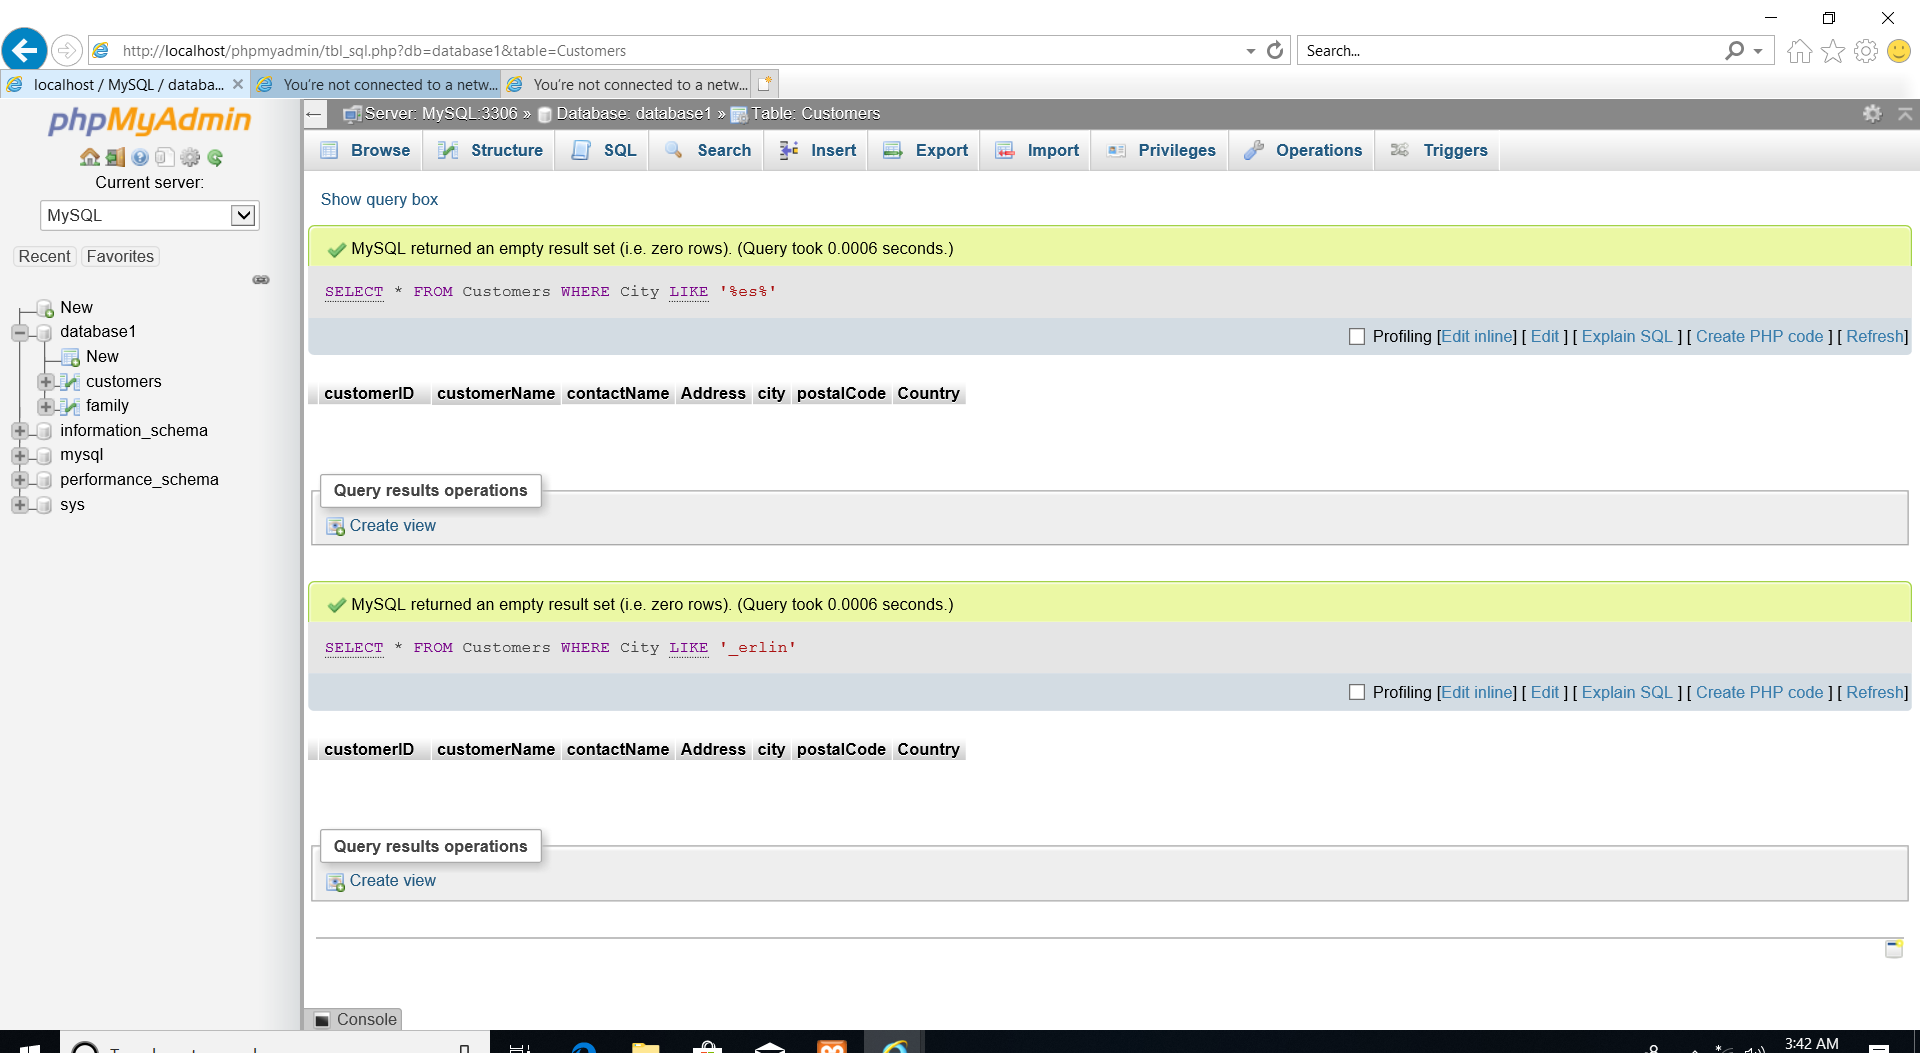 http://localhost/phpmyadmin/tbl_sql.php?db=database1&table=Customers
Search...
localhost / MySQL / databa...
You're not connected to a netw...
You're not connected to a netw...
phpMyAdmin
Current server:
MySQL
Recent Favorites
New
database1
New
customers
family
information_schema
mysql
performance_schema
sys
Server: MySQL:3306 » Database: database1 » Table: Customers
Browse Structure SQL Search Insert Export Import Privileges Operations Triggers
Show query box
MySQL returned an empty result set (i.e. zero rows). (Query took 0.0006 seconds.)
SELECT * FROM Customers WHERE City LIKE '%es%'
Profiling [Edit inline] [ Edit ] [ Explain SQL ] [ Create PHP code ] [ Refresh]
customerID customerName contactName Address city postalCode Country
Query results operations
Create view
MySQL returned an empty result set (i.e. zero rows). (Query took 0.0006 seconds.)
SELECT * FROM Customers WHERE City LIKE '_erlin'
Profiling [Edit inline] [ Edit ] [ Explain SQL ] [ Create PHP code ] [ Refresh]
customerID customerName contactName Address city postalCode Country
Query results operations
Create view
Console
3:42 AM